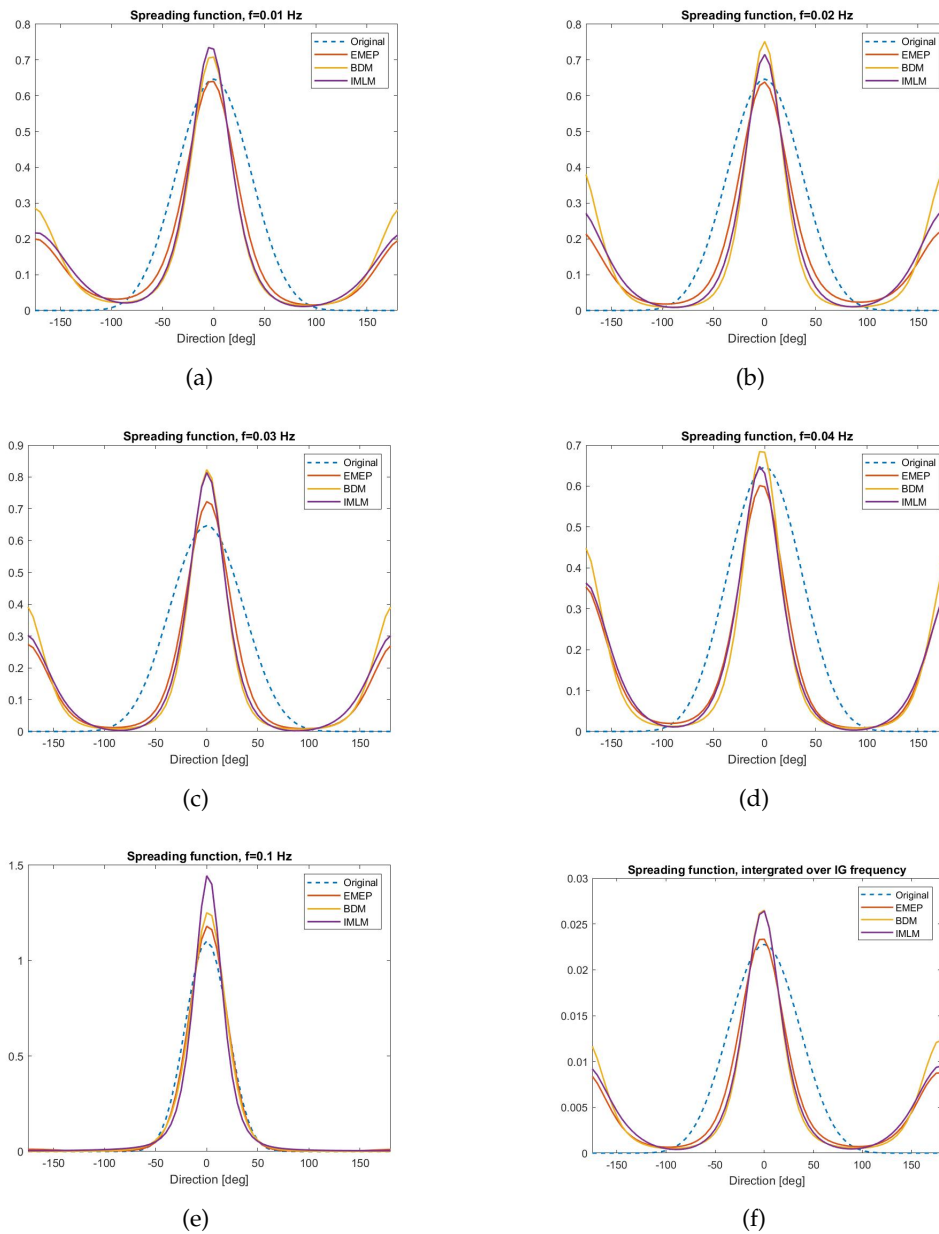 Spreading function, f=0.01 Hz
0.8
0.7
0.6
0.5
0.4
0.3
0.2
0.1
0
-150 -100 -50 0 50 100 150
Direction [deg]
Original
EMEP
BDM
IMLM
(a)
Spreading function, f=0.02 Hz
0.8
0.7
0.6
0.5
0.4
0.3
0.2
0.1
0
-150 -100 -50 0 50 100 150
Direction [deg]
Original
EMEP
BDM
IMLM
(b)
Spreading function, f=0.03 Hz
0.9
0.8
0.7
0.6
0.5
0.4
0.3
0.2
0.1
0
-150 -100 -50 0 50 100 150
Direction [deg]
Original
EMEP
BDM
IMLM
(c)
Spreading function, f=0.04 Hz
0.7
0.6
0.5
0.4
0.3
0.2
0.1
0
-150 -100 -50 0 50 100 150
Direction [deg]
Original
EMEP
BDM
IMLM
(d)
Spreading function, f=0.1 Hz
1.5
1
0.5
0
-150 -100 -50 0 50 100 150
Direction [deg]
Original
EMEP
BDM
IMLM
(e)
Spreading function, intergrated over IG frequency
0.03
0.025
0.02
0.015
0.01
0.005
0
-150 -100 -50 0 50 100 150
Direction [deg]
Original
EMEP
BDM
IMLM
(f)